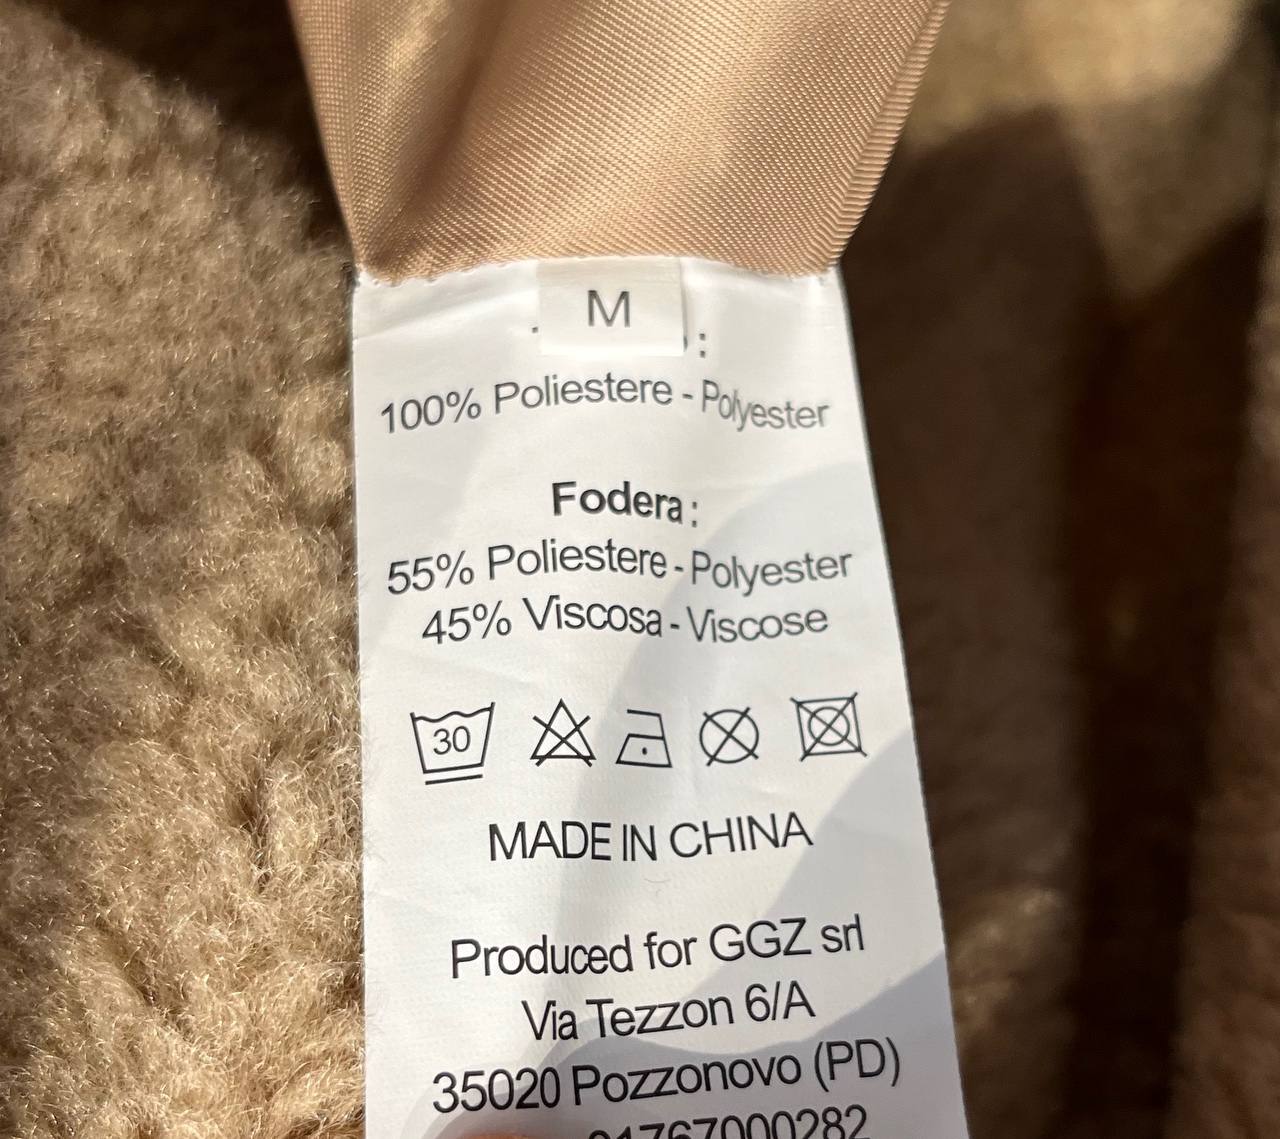 M
:
100% Poliestere - Polyester
Fodera:
55% Poliestere - Polyester
45% Viscosa - Viscose
30
MADE IN CHINA
Produced for GGZ srl
Via Tezzon 6/A
35020 Pozzonovo (PD)
01767000282